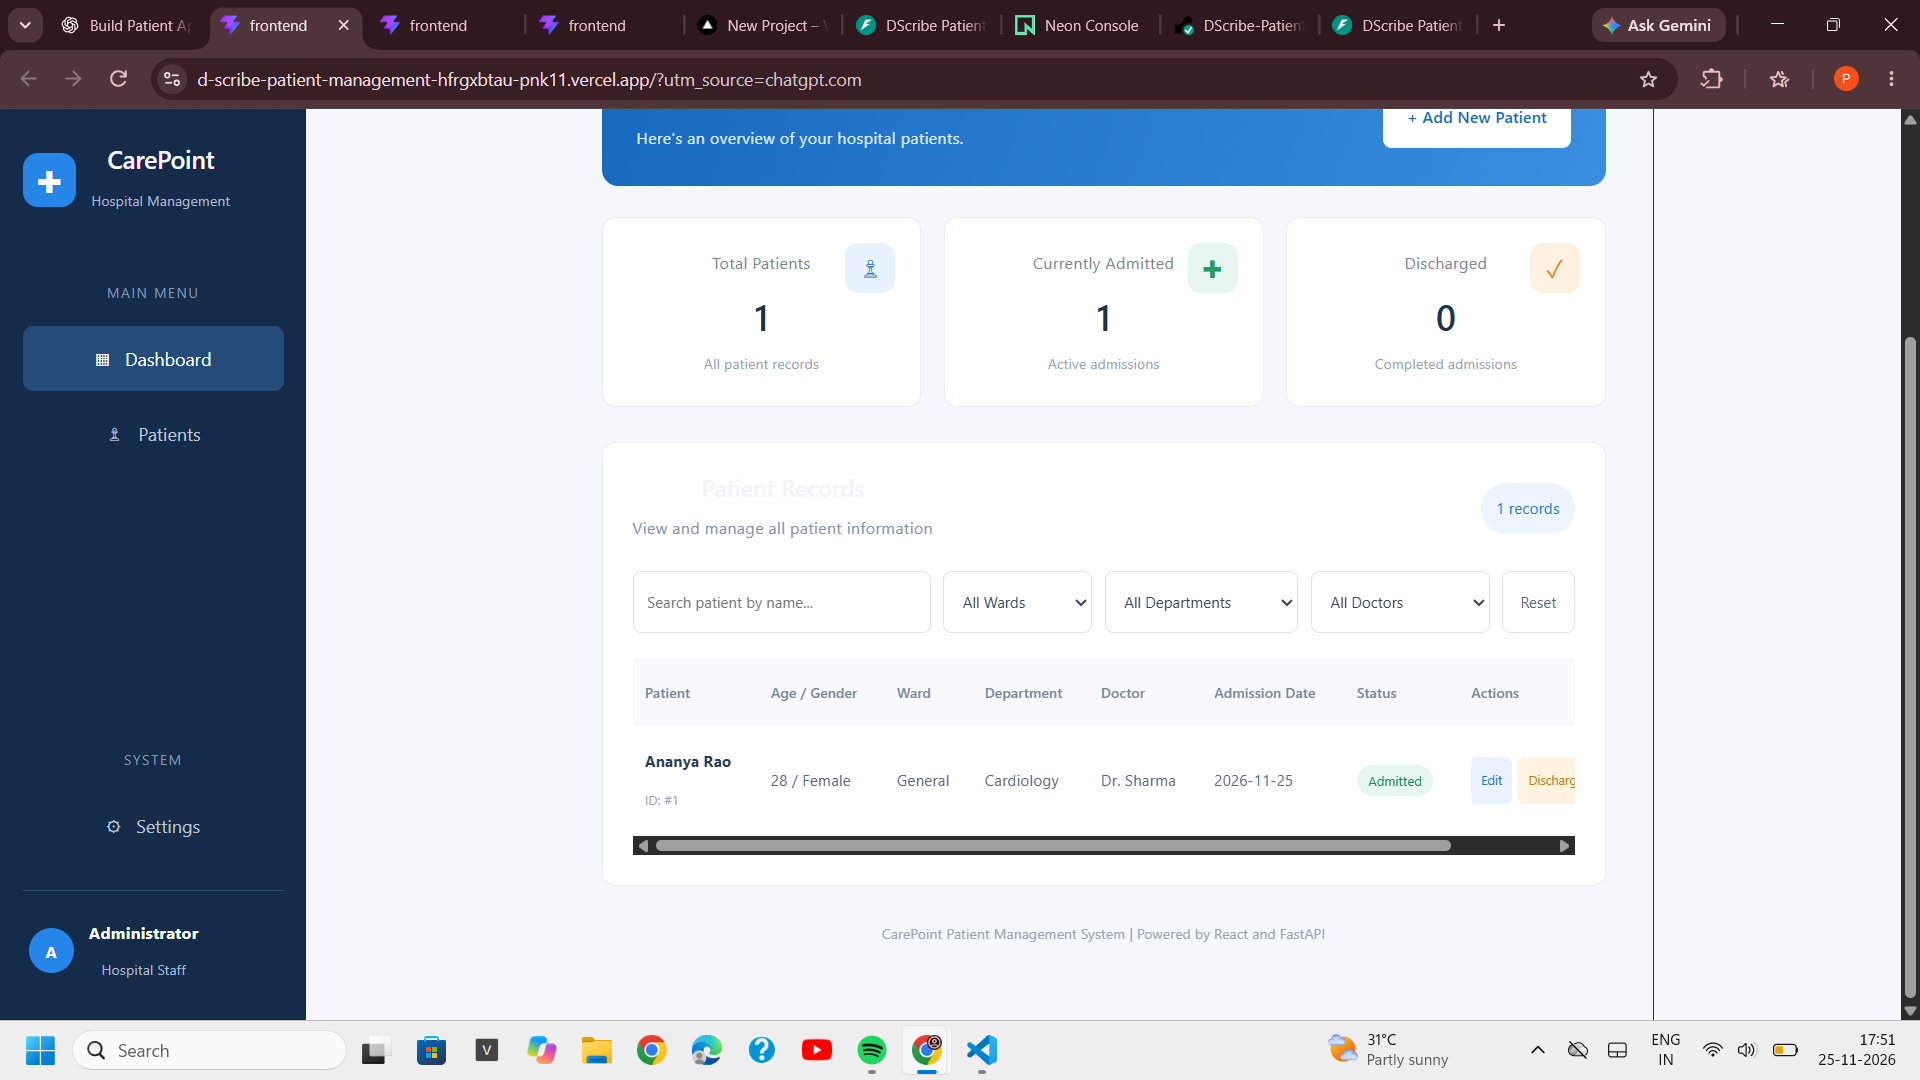 Build Patient A
frontend
frontend
frontend
New Project –
DScribe Patient
Neon Console
DScribe-Patien
DScribe Patient
Ask Gemini
d-scribe-patient-management-hfrgxbtau-pnk11.vercel.app/?utm_source=chatgpt.com
P
CarePoint
Hospital Management
MAIN MENU
Dashboard
Patients
SYSTEM
Settings
A
Administrator
Hospital Staff
Here's an overview of your hospital patients.
+ Add New Patient
Total Patients
1
All patient records
Currently Admitted
1
Active admissions
Discharged
0
Completed admissions
Patient Records
View and manage all patient information
1 records
Search patient by name...
All Wards
All Departments
All Doctors
Reset
Patient Age / Gender Ward Department Doctor Admission Date Status Actions
Ananya Rao
ID: #1
28 / Female General Cardiology Dr. Sharma 2026-11-25 Admitted Edit Discharg
CarePoint Patient Management System | Powered by React and FastAPI
Search
V
31°C
Partly sunny
ENG
IN
17:51
25-11-2026